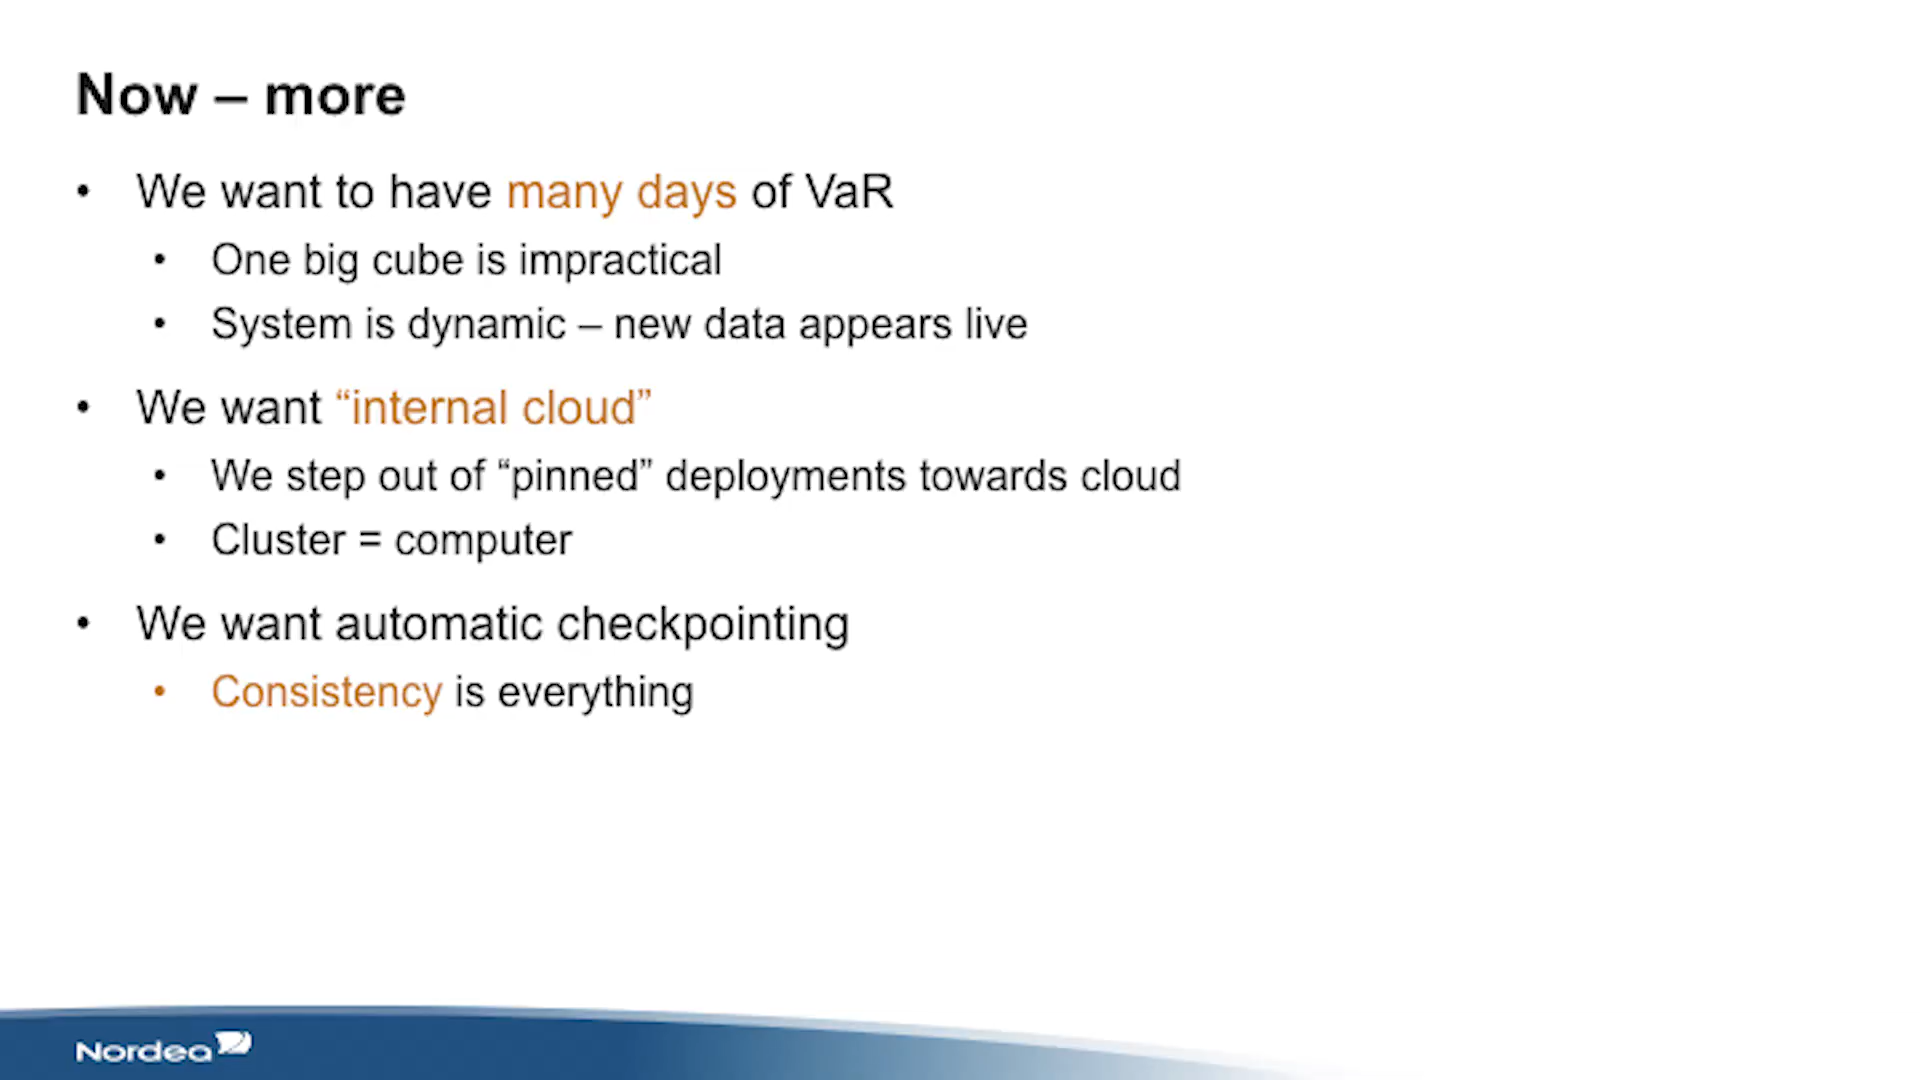 Now – more
• We want to have many days of VaR
• One big cube is impractical
• System is dynamic – new data appears live
• We want “internal cloud”
• We step out of “pinned” deployments towards cloud
• Cluster = computer
• We want automatic checkpointing
• Consistency is everything
Nordea